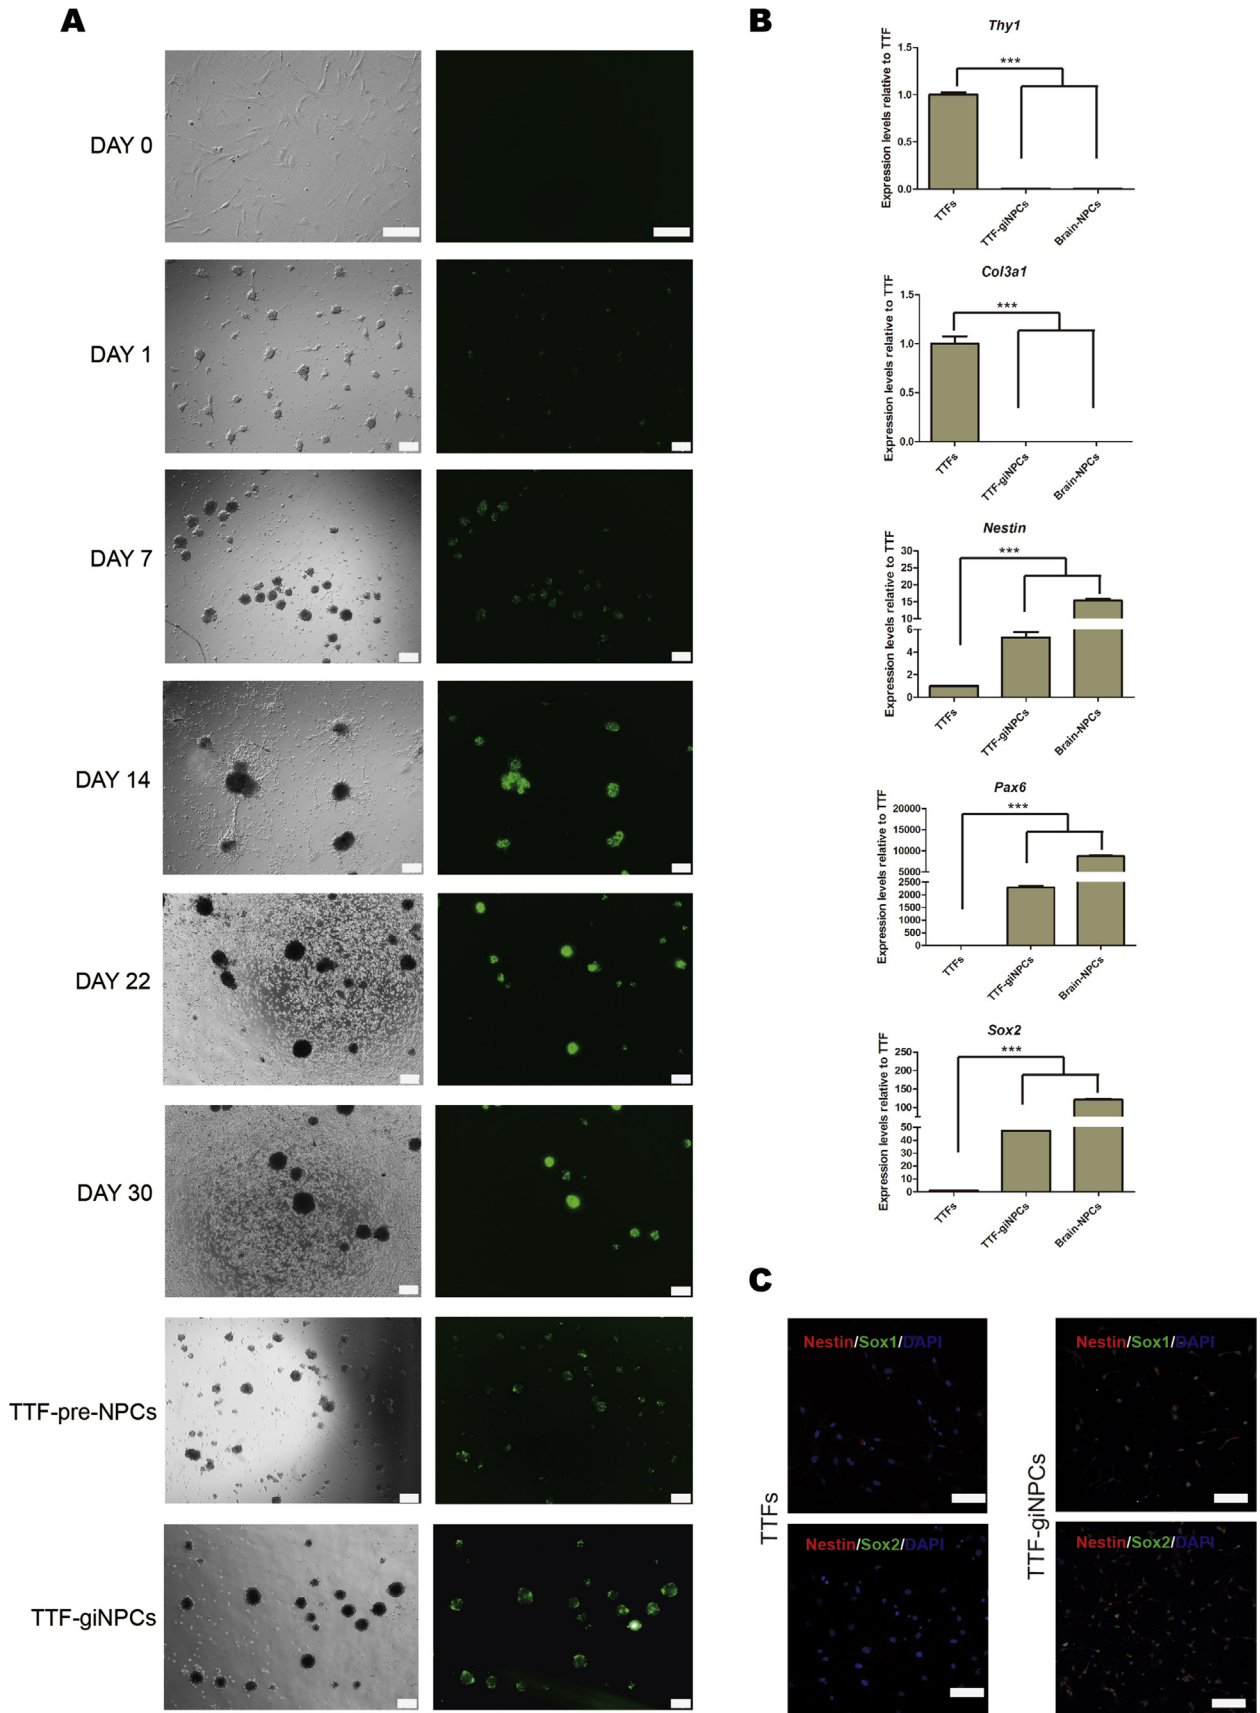 A
DAY 0
DAY 1
DAY 7
DAY 14
DAY 22
DAY 30
TTF-pre-NPCs
TTF-giNPCs
B
Thy1
Expression levels relative to TTF
1.5
1.0
0.5
0.0
***
TTFs
TTF-giNPCs
Brain-NPCs
Col3a1
Expression levels relative to TTF
1.5
1.0
0.5
0.0
***
TTFs
TTF-giNPCs
Brain-NPCs
Nestin
Expression levels relative to TTF
30
25
20
15
10
6
4
2
0
***
TTFs
TTF-giNPCs
Brain-NPCs
Pax6
Expression levels relative to TTF
20000
15000
10000
5000
2500
2000
1500
1000
500
0
***
TTFs
TTF-giNPCs
Brain-NPCs
Sox2
Expression levels relative to TTF
250
200
150
100
50
40
30
20
10
0
***
TTFs
TTF-giNPCs
Brain-NPCs
C
TTFs
Nestin/Sox1/DAPI
Nestin/Sox2/DAPI
TTF-giNPCs
Nestin/Sox1/DAPI
Nestin/Sox2/DAPI